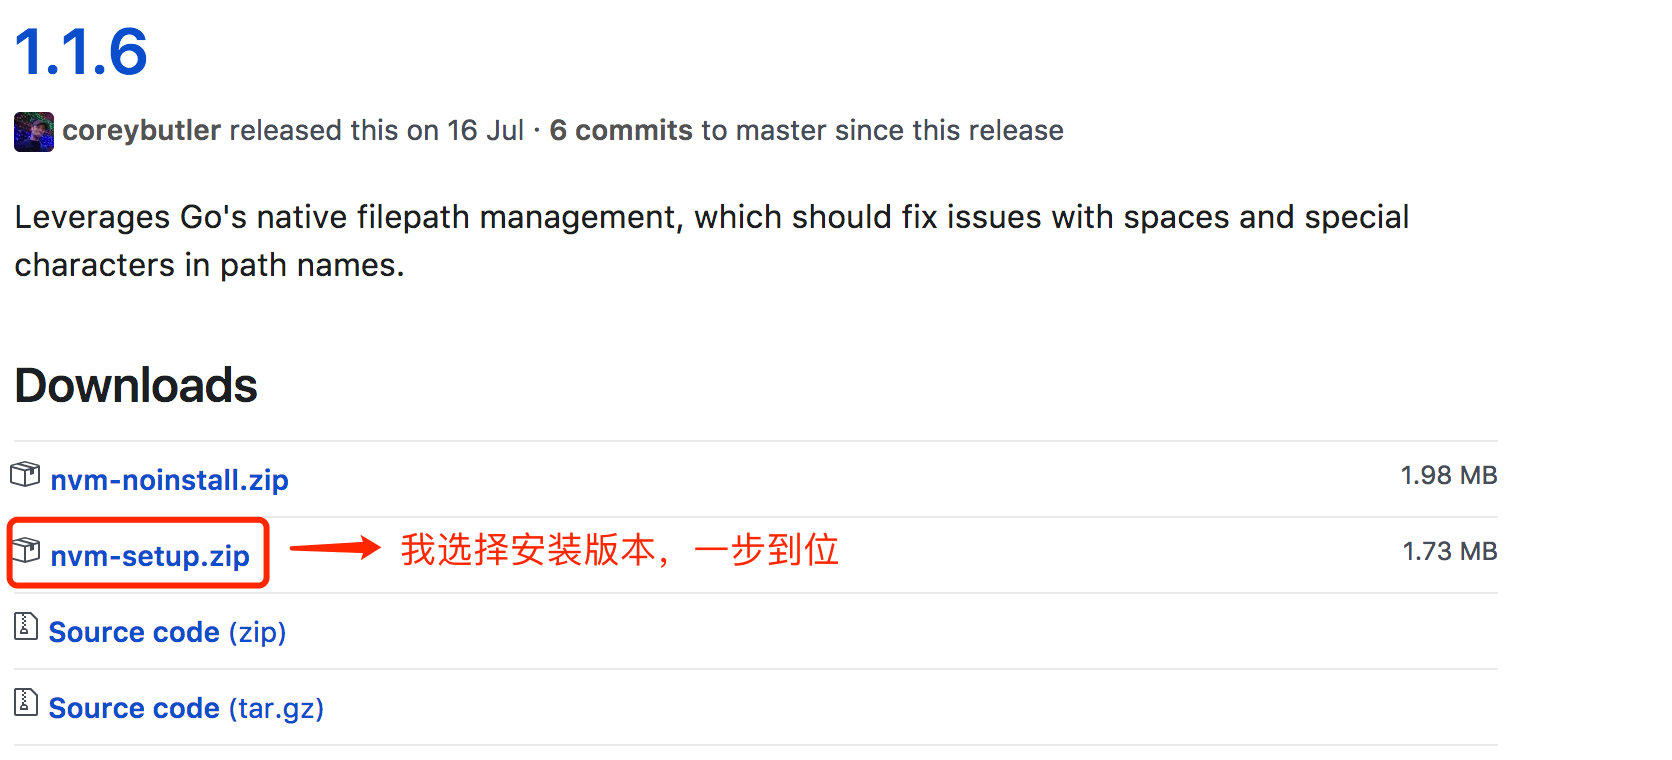 1.1.6
coreybutler released this on 16 Jul · 6 commits to master since this release
Leverages Go's native filepath management, which should fix issues with spaces and special
characters in path names.
Downloads
nvm-noinstall.zip 1.98 MB
nvm-setup.zip 我选择安装版本，一步到位 1.73 MB
Source code (zip)
Source code (tar.gz)